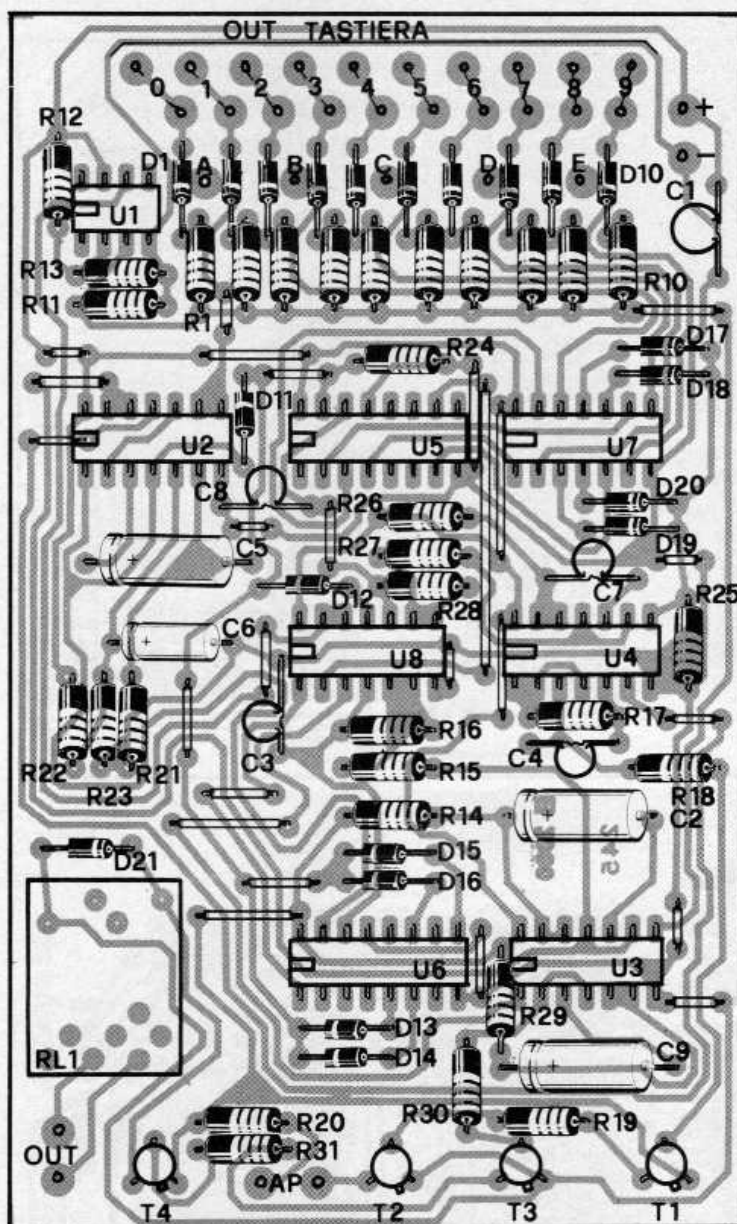 OUT TASTIERA
0 1 2 3 4 5 6 7 8 9
+
-
R12
D1 A B C D E D10
C1
U1
R13
R10
R11
R1
D17
R24
D18
D11
U2 U5 U7
C8
D20
R26
C5
R27
D19
D12
C7
R28
R25
C6
U8 U4
R16
R17
R15
C4
R22
R21
C3
R23
R18
R14
C2
D15
D21
D16
245
U6 U3
R29
D13
RL1
D14
C9
R30
R20
R19
OUT
R31
AP
T4 T2 T3 T1